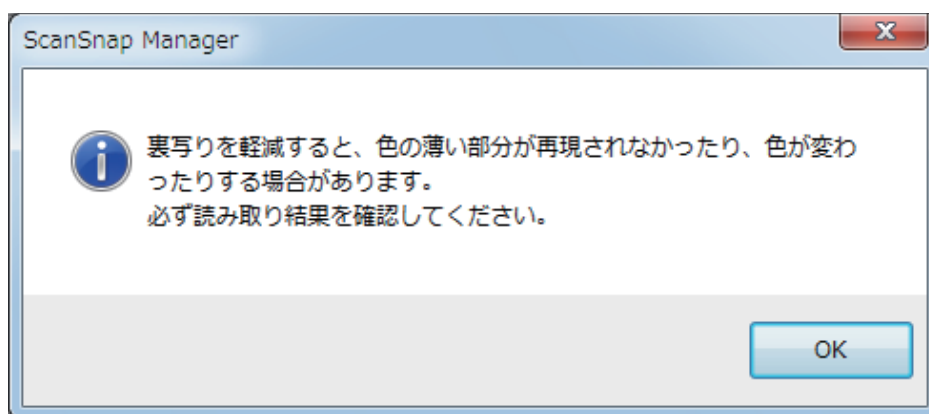 ScanSnap Manager
裏写りを軽減すると、色の薄い部分が再現されなかったり、色が変わ
ったりする場合があります。
必ず読み取り結果を確認してください。
OK